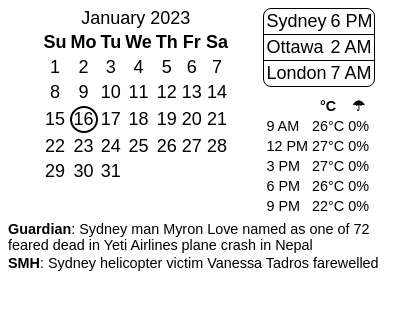 January 2023
Su Mo Tu We Th Fr Sa
1 2 3 4 5 6 7
8 9 10 11 12 13 14
15 16 17 18 19 20 21
22 23 24 25 26 27 28
29 30 31
Sydney 6 PM
Ottawa 2 AM
London 7 AM
°C ☂
9 AM 26°C 0%
12 PM 27°C 0%
3 PM 27°C 0%
6 PM 26°C 0%
9 PM 22°C 0%
Guardian: Sydney man Myron Love named as one of 72
feared dead in Yeti Airlines plane crash in Nepal
SMH: Sydney helicopter victim Vanessa Tadros farewelled